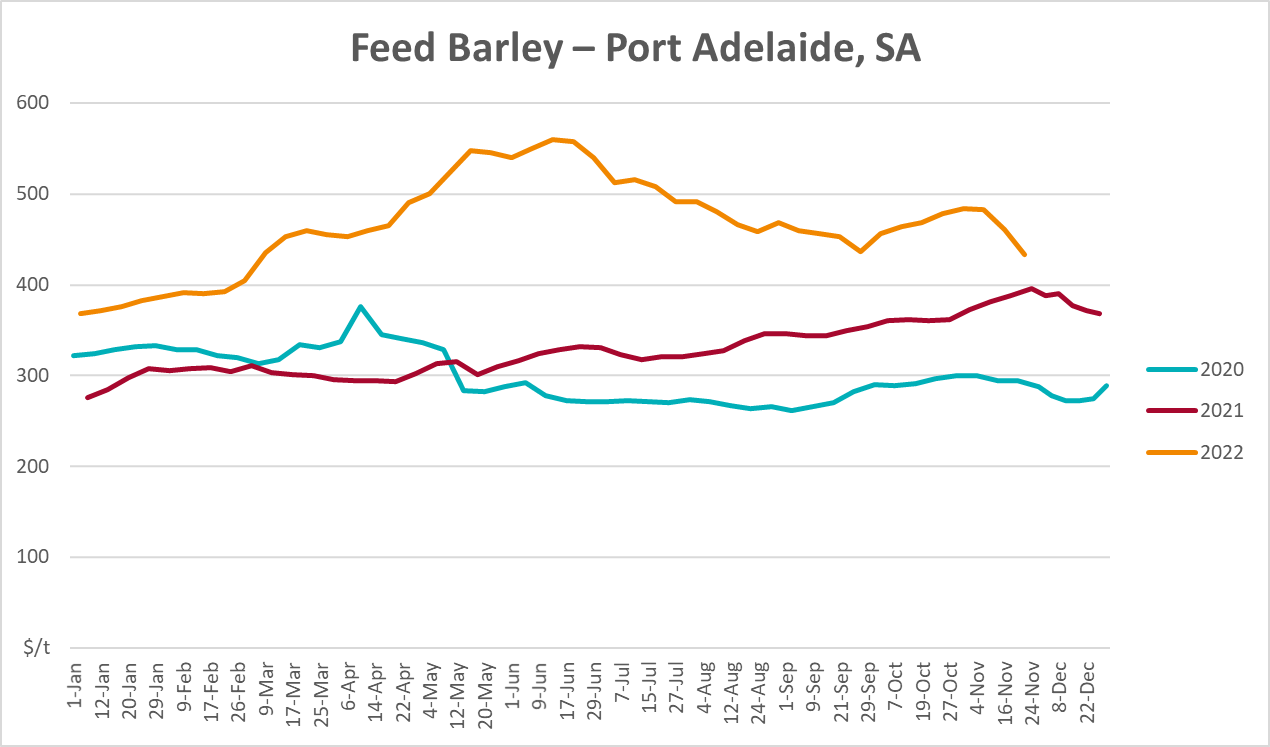 Feed Barley – Port Adelaide, SA
600
500
400
300
200
100
$/t
1-Jan
12-Jan
20-Jan
29-Jan
9-Feb
17-Feb
26-Feb
9-Mar
17-Mar
25-Mar
6-Apr
14-Apr
22-Apr
4-May
12-May
20-May
1-Jun
9-Jun
17-Jun
29-Jun
7-Jul
15-Jul
27-Jul
4-Aug
12-Aug
24-Aug
1-Sep
9-Sep
21-Sep
29-Sep
7-Oct
19-Oct
27-Oct
4-Nov
16-Nov
24-Nov
8-Dec
22-Dec
2020
2021
2022